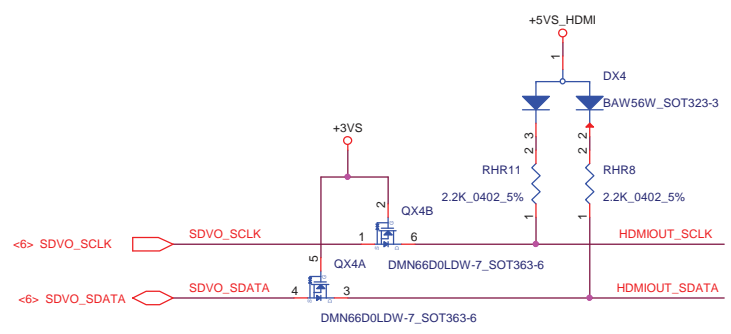 +5VS_HDMI
1
DX4
BAW56W_SOT323-3
3
2
+3VS
2
2
RHR11
RHR8
2.2K_0402_5%
2.2K_0402_5%
2
QX4B
1
1
<6> SDVO_SCLK
SDVO_SCLK
1
6
HDMIOUT_SCLK
S
D
G
DMN66D0LDW-7_SOT363-6
5
QX4A
<6> SDVO_SDATA
SDVO_SDATA
4
3
HDMIOUT_SDATA
S
D
G
DMN66D0LDW-7_SOT363-6